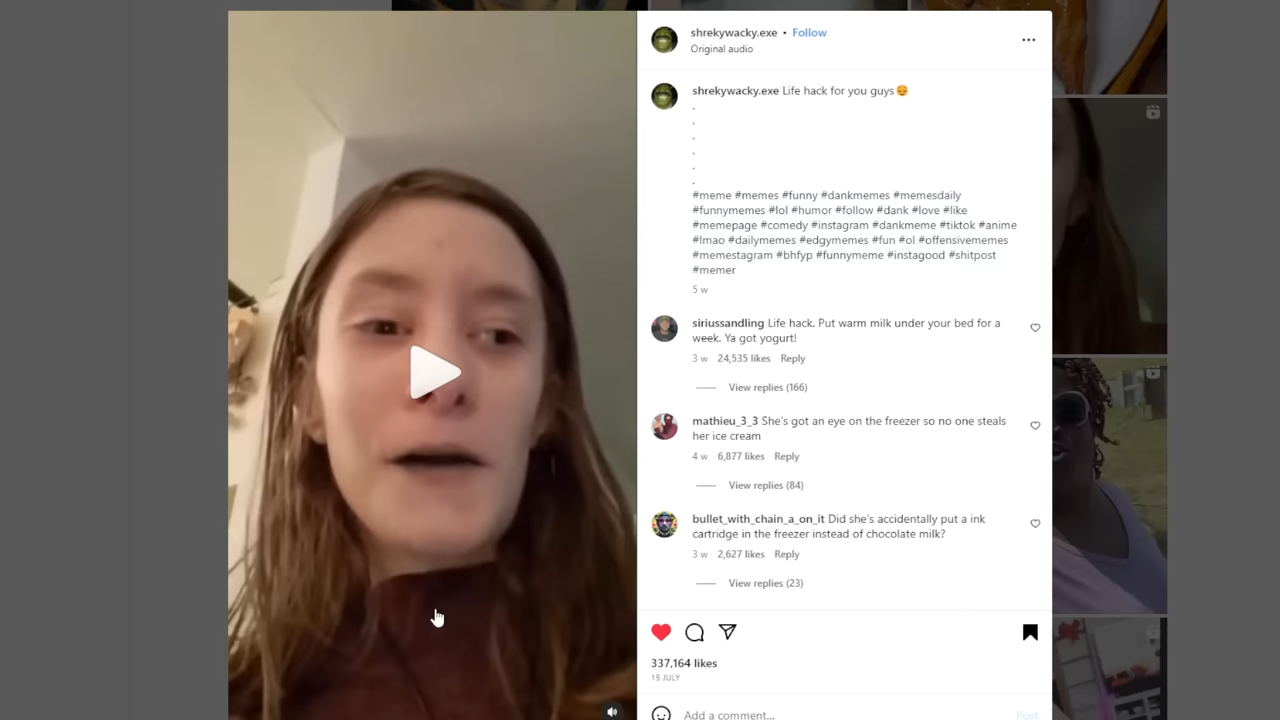 shrekywacky.exe • Follow
Original audio
shrekywacky.exe Life hack for you guys😌
.
.
.
.
.
.
#meme #memes #funny #dankmemes #memesdaily
#funnymemes #lol #humor #follow #dank #love #like
#memepage #comedy #instagram #dankmeme #tiktok #anime
#lmao #dailymemes #edgymemes #fun #ol #offensivememes
#memestagram #bhfyp #funnymeme #instagood #shitpost
#memer
5 w
siriussandling Life hack. Put warm milk under your bed for a
week. Ya got yogurt!
3 w 24,535 likes Reply
View replies (166)
mathieu_3_3 She's got an eye on the freezer so no one steals
her ice cream
4 w 6,877 likes Reply
View replies (84)
bullet_with_chain_a_on_it Did she's accidentally put a ink
cartridge in the freezer instead of chocolate milk?
3 w 2,627 likes Reply
View replies (23)
337,164 likes
15 JULY
Add a comment... Post